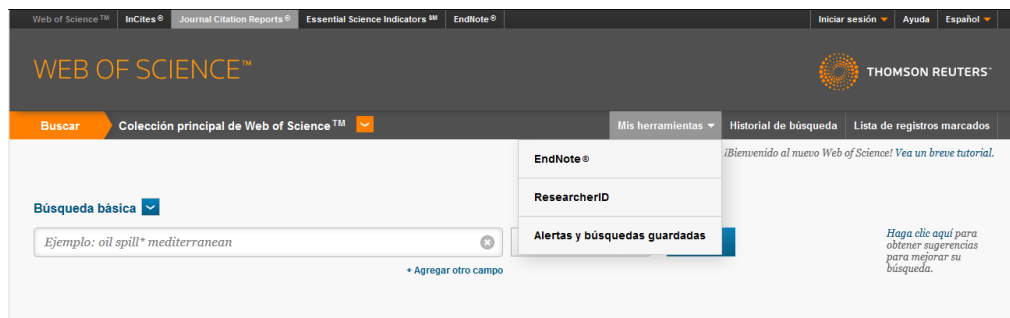 Web of Science™ InCites® Journal Citation Reports® Essential Science Indicators ℠ EndNote® Iniciar sesión Ayuda Español
WEB OF SCIENCE™
THOMSON REUTERS™
Buscar Colección principal de Web of Science™ Mis herramientas Historial de búsqueda Lista de registros marcados
¡Bienvenido al nuevo Web of Science! Vea un breve tutorial.
EndNote®
ResearcherID
Alertas y búsquedas guardadas
Búsqueda básica
Ejemplo: oil spill* mediterranean
+ Agregar otro campo
Haga clic aquí para
obtener sugerencias
para mejorar su
búsqueda.